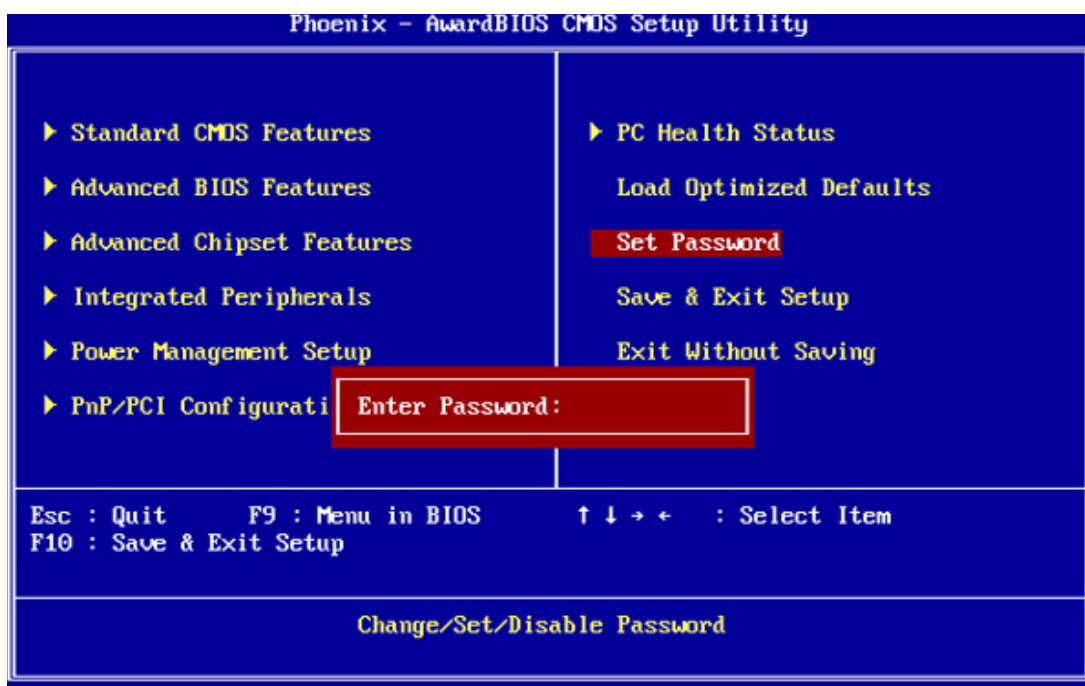 Phoenix - AwardBIOS CMOS Setup Utility
Standard CMOS Features
Advanced BIOS Features
Advanced Chipset Features
Integrated Peripherals
Power Management Setup
PnP/PCI Configurati
PC Health Status
Load Optimized Defaults
Set Password
Save & Exit Setup
Exit Without Saving
Enter Password:
Esc : Quit F9 : Menu in BIOS ↑ ↓ → ← : Select Item
F10 : Save & Exit Setup
Change/Set/Disable Password